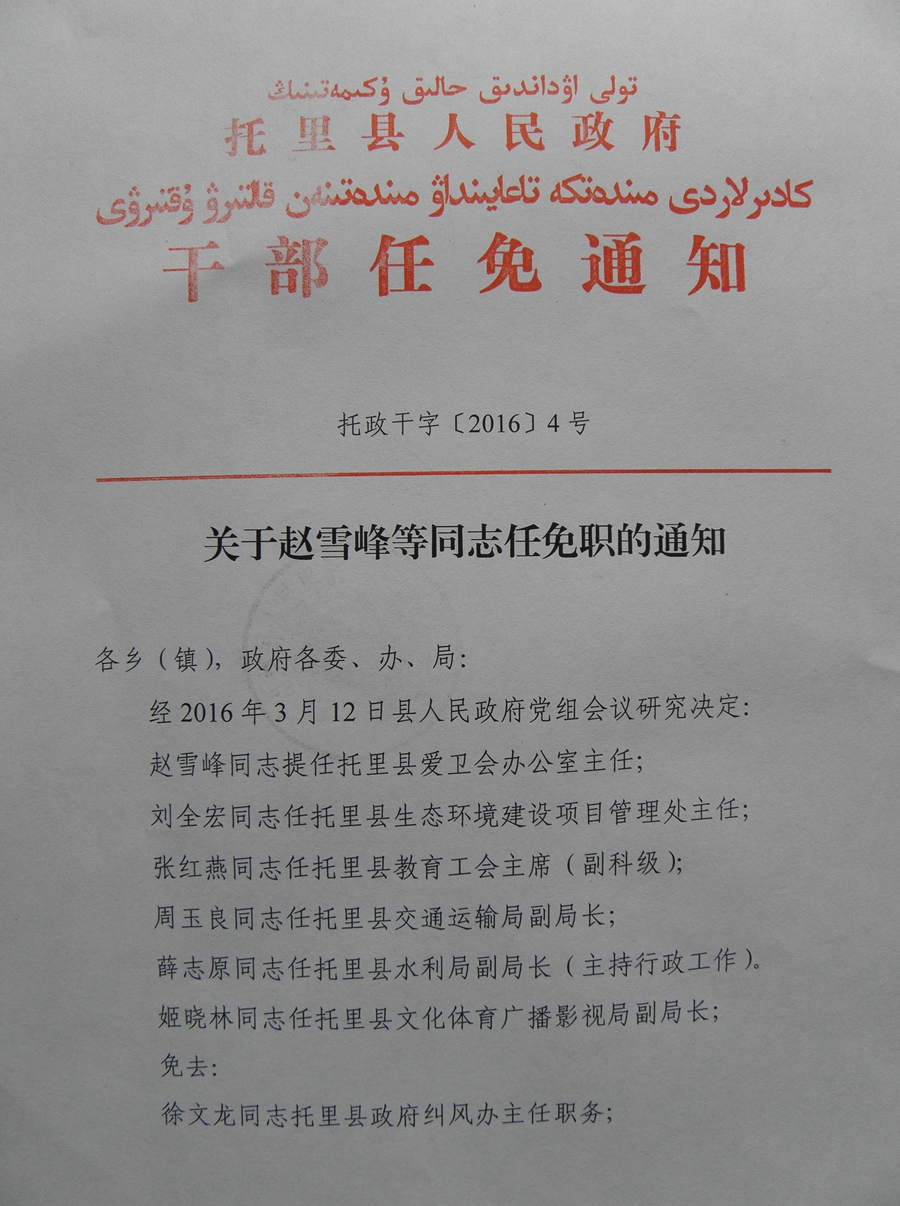 تولى اۋداندىق حالىق ۇكىمەتىنىڭ
托里县人民政府
كادىرلاردى مىندەتكە تاعايىنداۋ مىندەتىنەن قالتىرۋ ۇقتىرۋى
干部任免通知
托政干字〔2016〕4号
关于赵雪峰等同志任免职的通知
各乡（镇），政府各委、办、局：
经2016年3月12日县人民政府党组会议研究决定：
赵雪峰同志提任托里县爱卫会办公室主任；
刘全宏同志任托里县生态环境建设项目管理处主任；
张红燕同志任托里县教育工会主席（副科级）；
周玉良同志任托里县交通运输局副局长；
薛志原同志任托里县水利局副局长（主持行政工作）。
姬晓林同志任托里县文化体育广播影视局副局长；
免去：
徐文龙同志托里县政府纠风办主任职务；